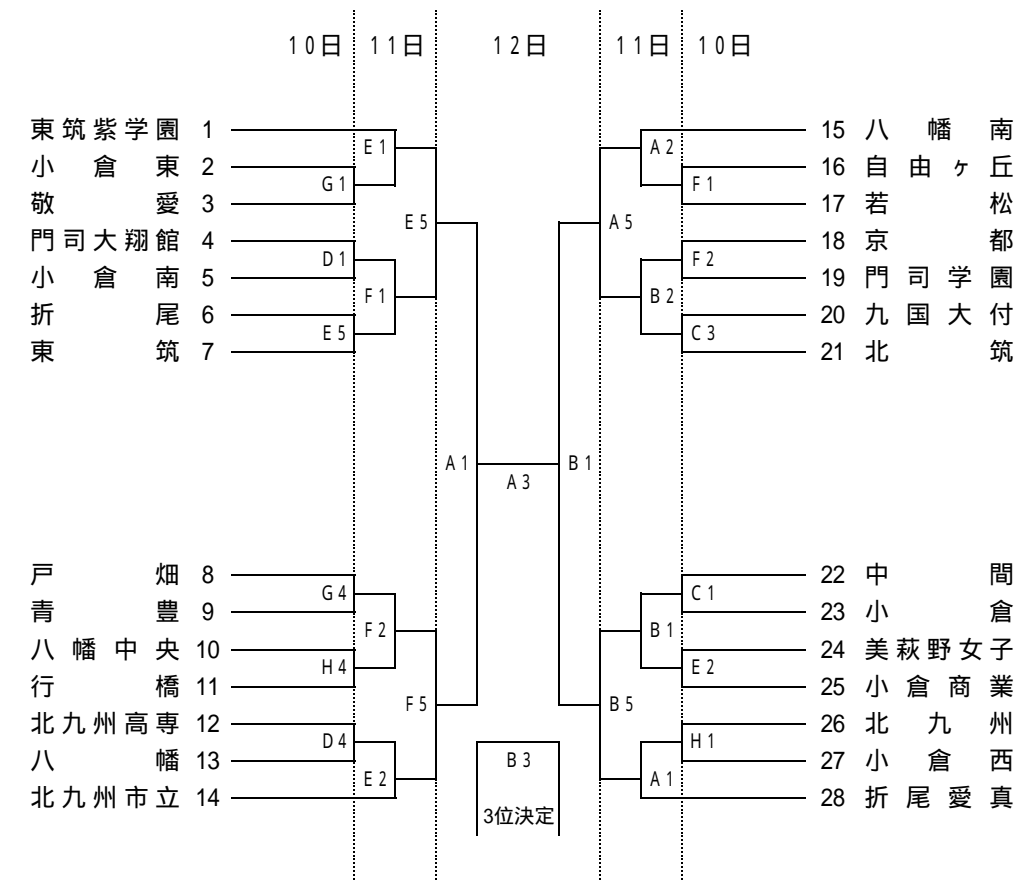 10日 11日 12日 11日 10日
東筑紫学園 1 15 八幡南
E1 A2
小倉東 2 16 自由ヶ丘
G1 F1
敬愛 3 17 若松
E5 A5
門司大翔館 4 18 京都
D1 F2
小倉南 5 19 門司学園
F1 B2
折尾 6 20 九国大付
E5 C3
東筑 7 21 北筑
A1 B1
A3
戸畑 8 22 中間
G4 C1
青豊 9 23 小倉
F2 B1
八幡中央 10 24 美萩野女子
H4 E2
行橋 11 25 小倉商業
F5 B5
北九州高専 12 26 北九州
D4 H1
八幡 13 B3 27 小倉西
E2 A1
北九州市立 14 28 折尾愛真
3位決定